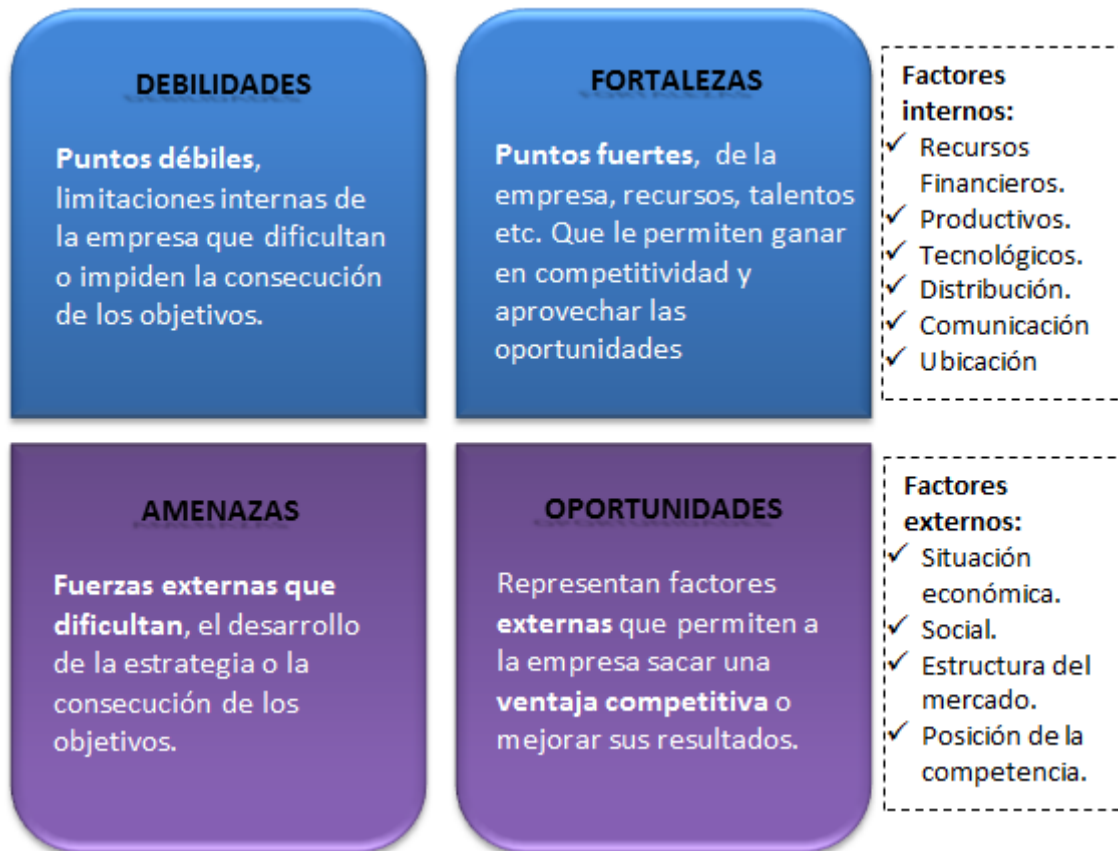 DEBILIDADES
Puntos débiles,
limitaciones internas de
la empresa que dificultan
o impiden la consecución
de los objetivos.
FORTALEZAS
Puntos fuertes, de la
empresa, recursos, talentos
etc. Que le permiten ganar
en competitividad y
aprovechar las
oportunidades
Factores
internos:
✓ Recursos
Financieros.
✓ Productivos.
✓ Tecnológicos.
✓ Distribución.
✓ Comunicación
✓ Ubicación
AMENAZAS
Fuerzas externas que
dificultan, el desarrollo
de la estrategia o la
consecución de los
objetivos.
OPORTUNIDADES
Representan factores
externas que permiten a
la empresa sacar una
ventaja competitiva o
mejorar sus resultados.
Factores
externos:
✓ Situación
económica.
✓ Social.
✓ Estructura del
mercado.
✓ Posición de la
competencia.